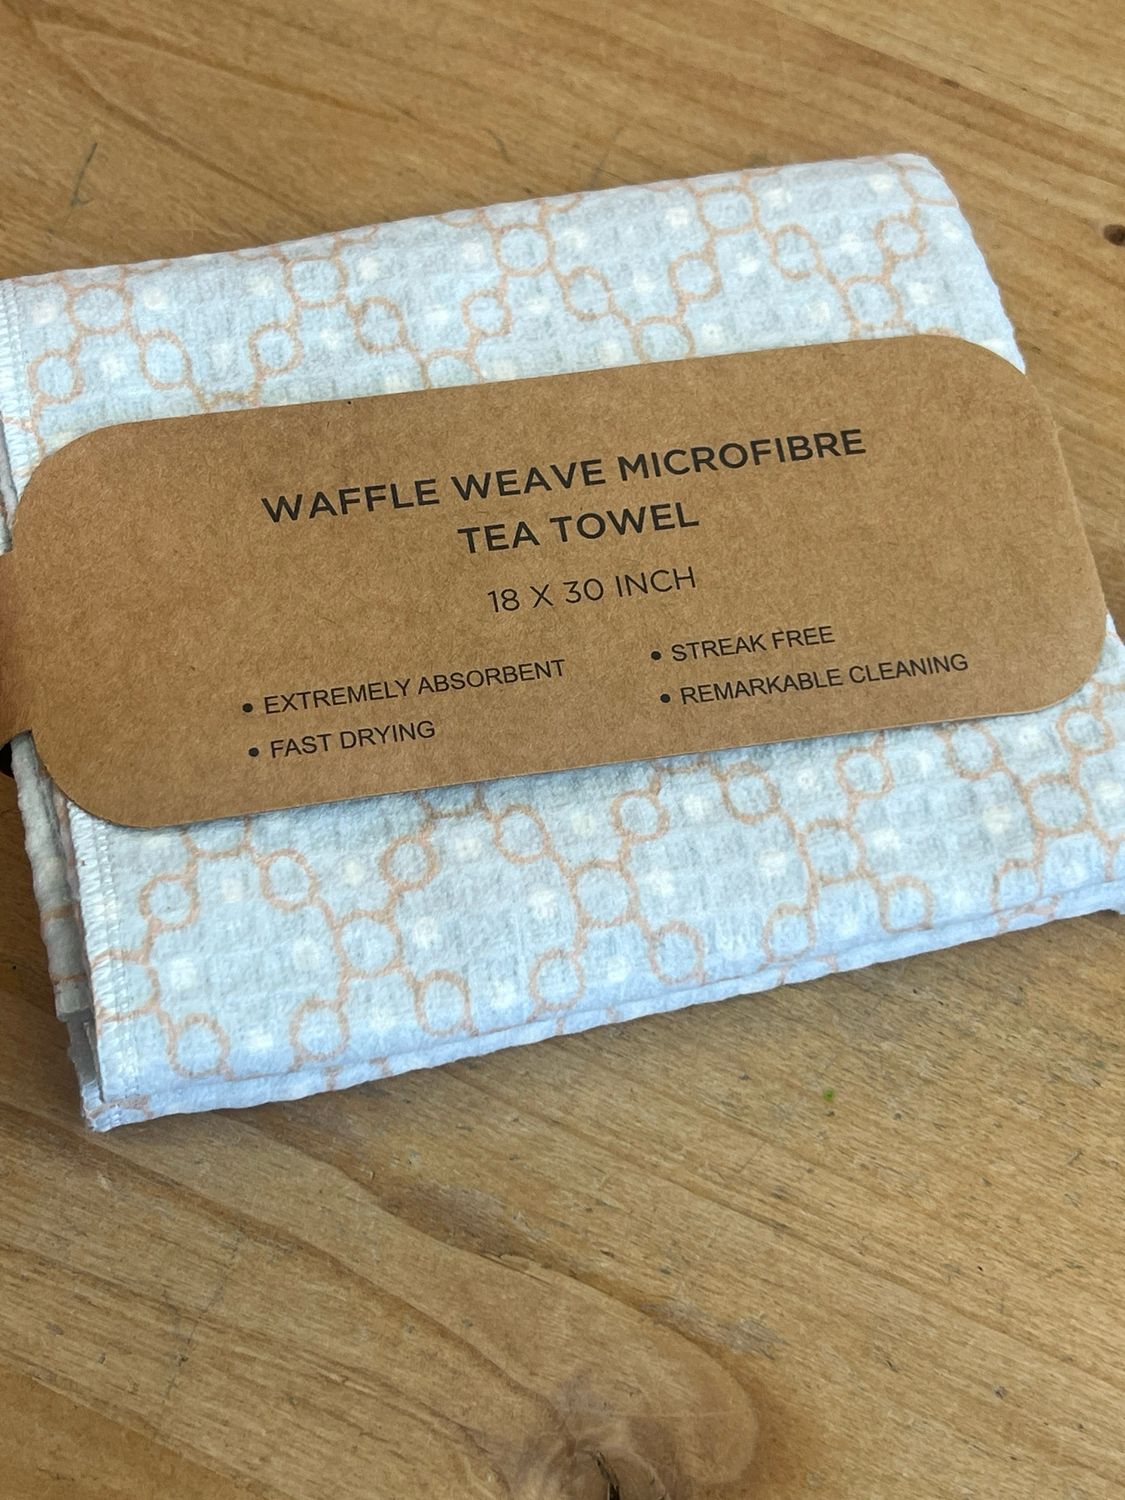 WAFFLE WEAVE MICROFIBRE
TEA TOWEL
18 X 30 INCH
• EXTREMELY ABSORBENT
• FAST DRYING
• STREAK FREE
• REMARKABLE CLEANING